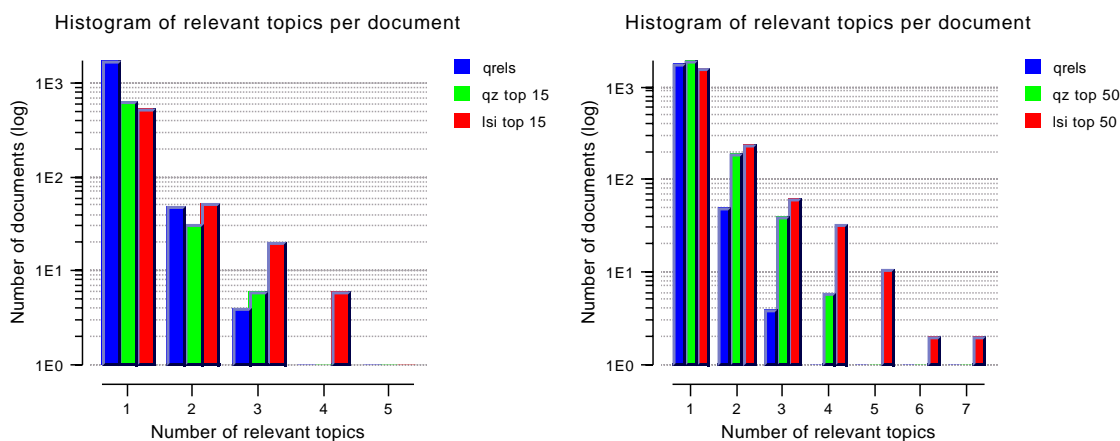 Histogram of relevant topics per document
qrels
qz top 15
lsi top 15
Number of documents (log)
1E3
1E2
1E1
1E0
1 2 3 4 5
Number of relevant topics
Histogram of relevant topics per document
qrels
qz top 50
lsi top 50
Number of documents (log)
1E3
1E2
1E1
1E0
1 2 3 4 5 6 7
Number of relevant topics